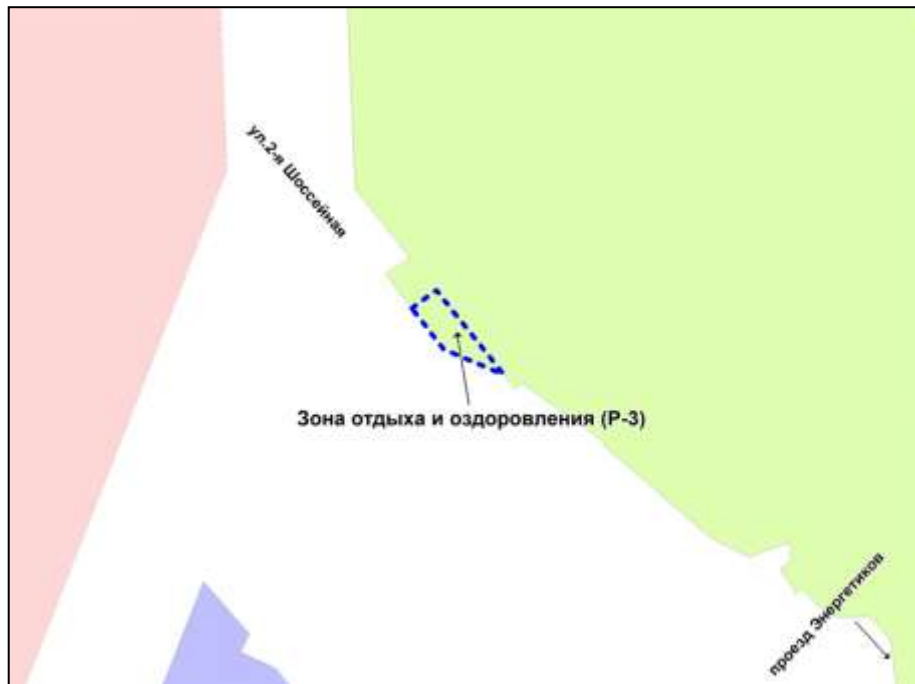 ул.2-я Шоссейная
Зона отдыха и оздоровления (Р-3)
проезд Энергетиков